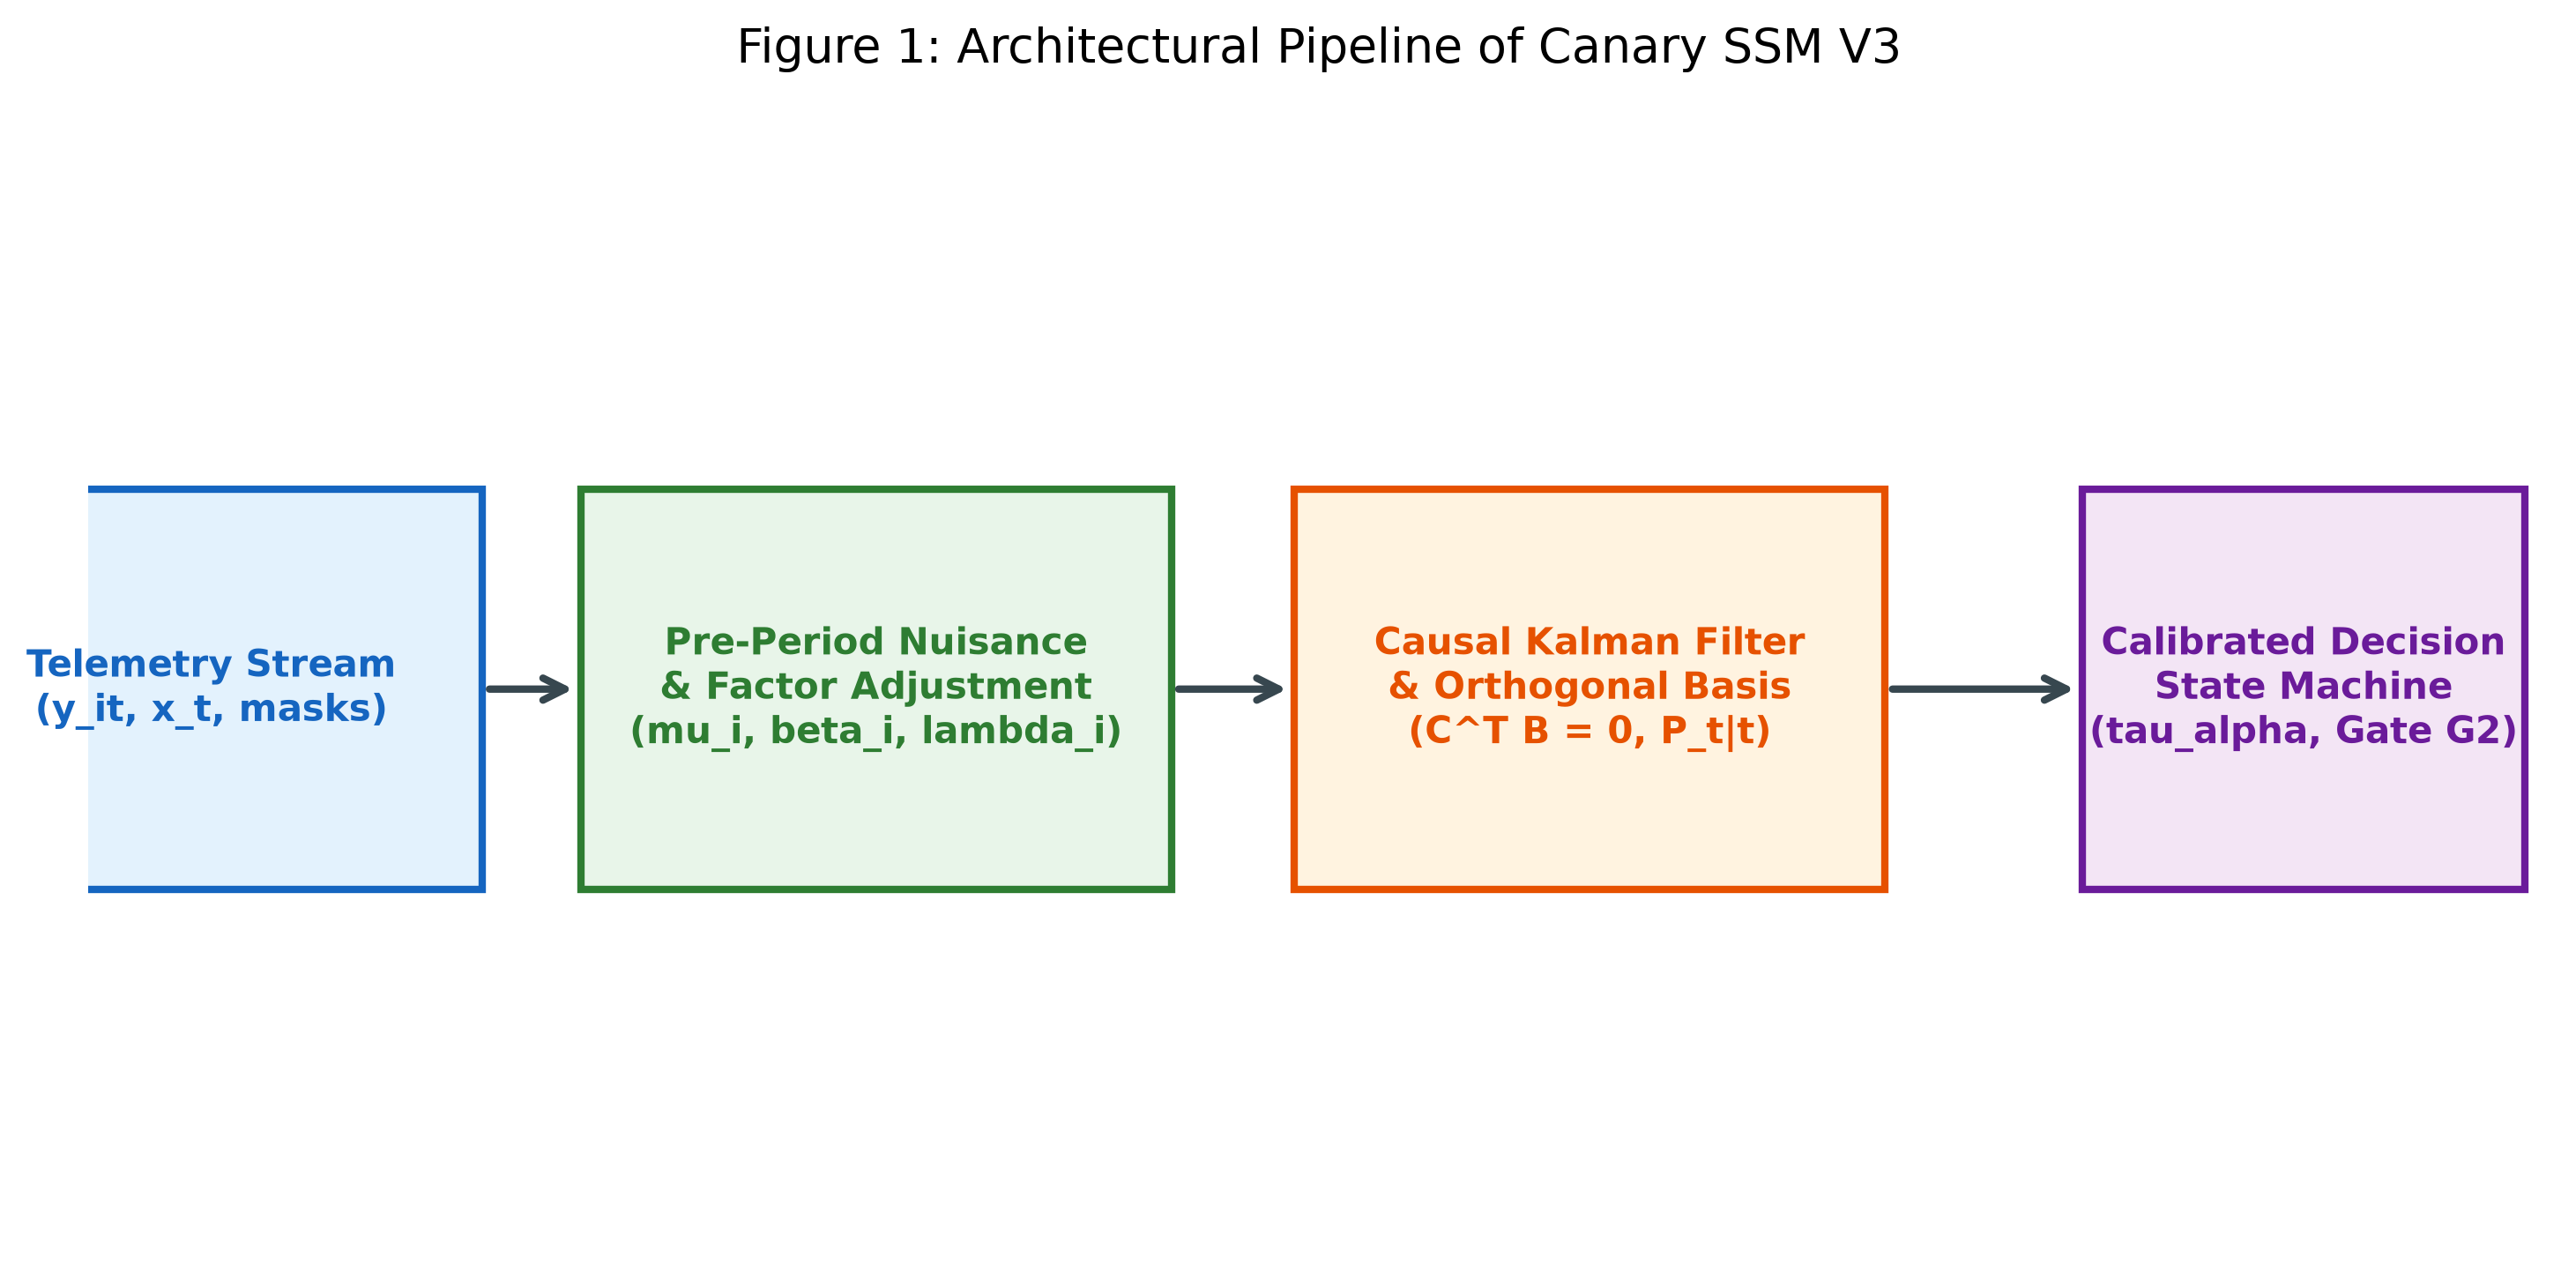 Figure 1: Architectural Pipeline of Canary SSM V3
Telemetry Stream
(y_it, x_t, masks)
Pre-Period Nuisance
& Factor Adjustment
(mu_i, beta_i, lambda_i)
Causal Kalman Filter
& Orthogonal Basis
(C^T B = 0, P_t|t)
Calibrated Decision
State Machine
(tau_alpha, Gate G2)